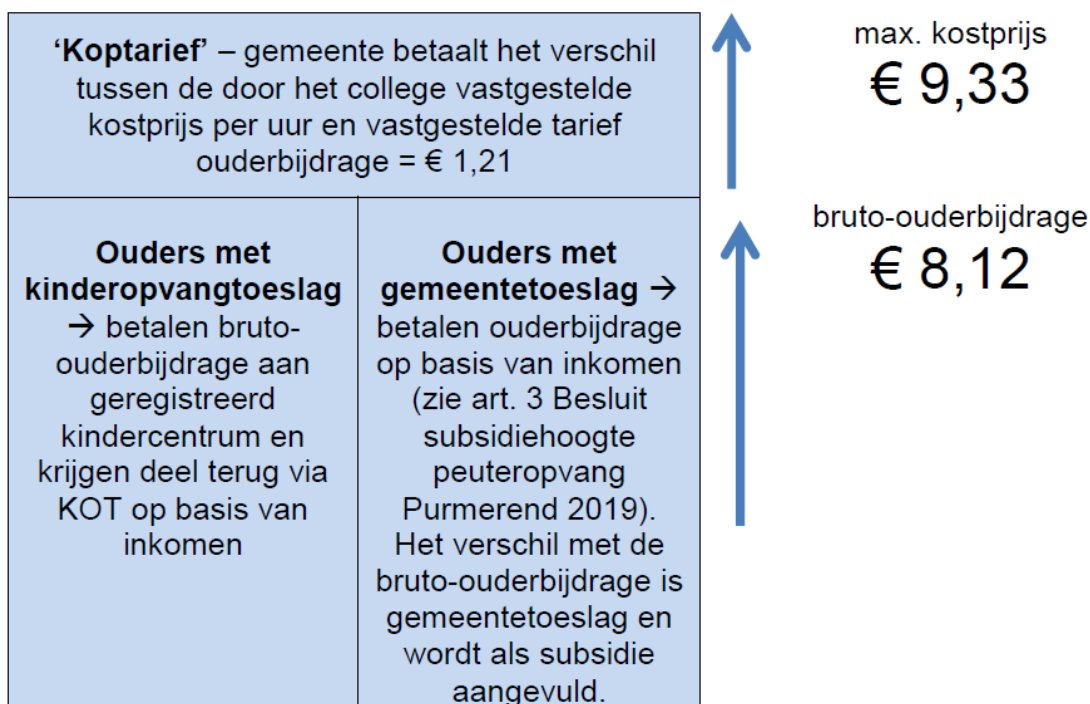 ‘Koptarief’ – gemeente betaalt het verschil
tussen de door het college vastgestelde
kostprijs per uur en vastgestelde tarief
ouderbijdrage = € 1,21
max. kostprijs
€ 9,33
bruto-ouderbijdrage
€ 8,12
Ouders met
kinderopvangtoeslag
→ betalen bruto-
ouderbijdrage aan
geregistreerd
kindercentrum en
krijgen deel terug via
KOT op basis van
inkomen
Ouders met
gemeentetoeslag →
betalen ouderbijdrage
op basis van inkomen
(zie art. 3 Besluit
subsidiehoogte
peuteropvang
Purmerend 2019).
Het verschil met de
bruto-ouderbijdrage is
gemeentetoeslag en
wordt als subsidie
aangevuld.